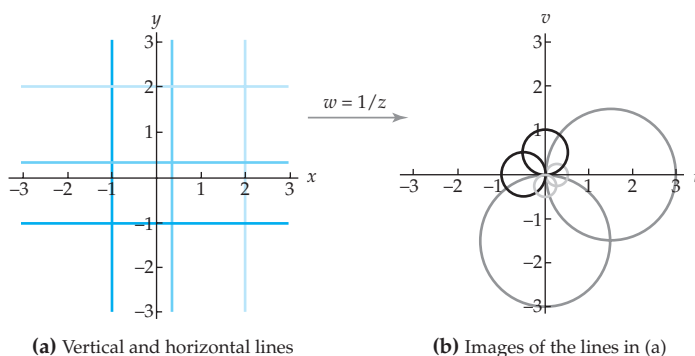 y
3
2
1
−3 −2 −1 1 2 3 x
−1
−2
−3
w = 1/z
v
3
2
1
−3 −2 −1 1 2 3
−1
−2
−3
(a) Vertical and horizontal lines
(b) Images of the lines in (a)